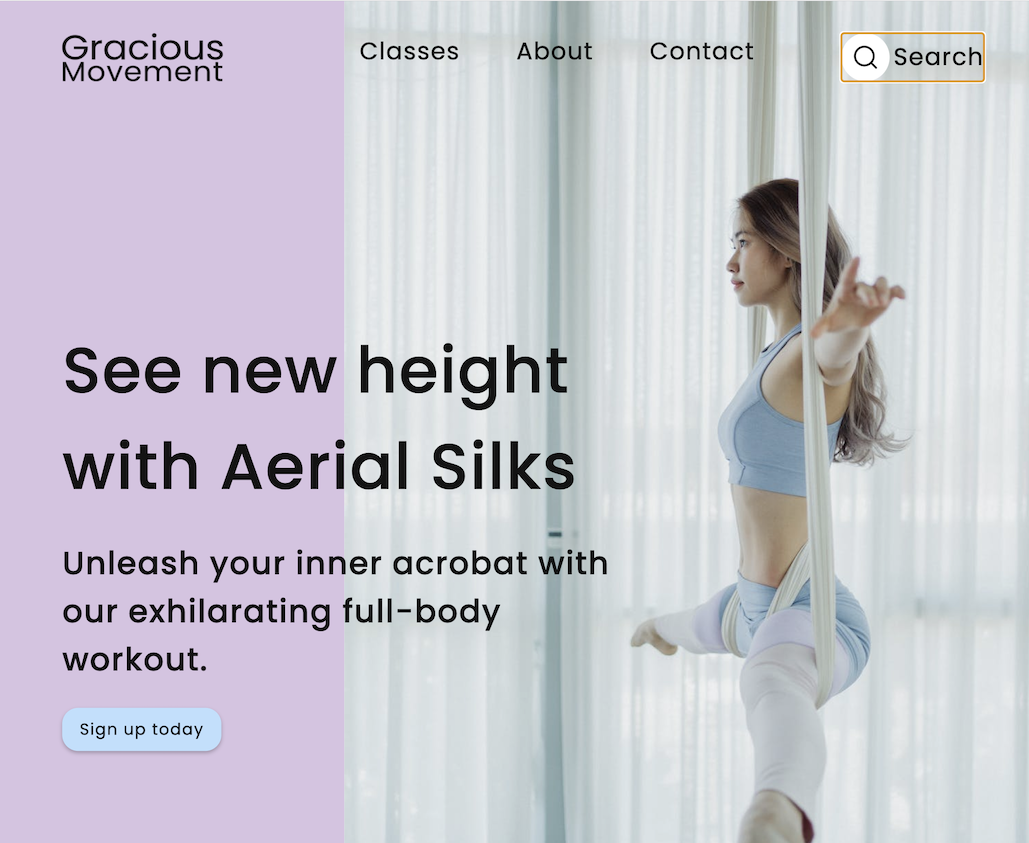 Gracious
Movement
Classes About Contact Search
See new height
with Aerial Silks
Unleash your inner acrobat with
our exhilarating full-body
workout.
Sign up today